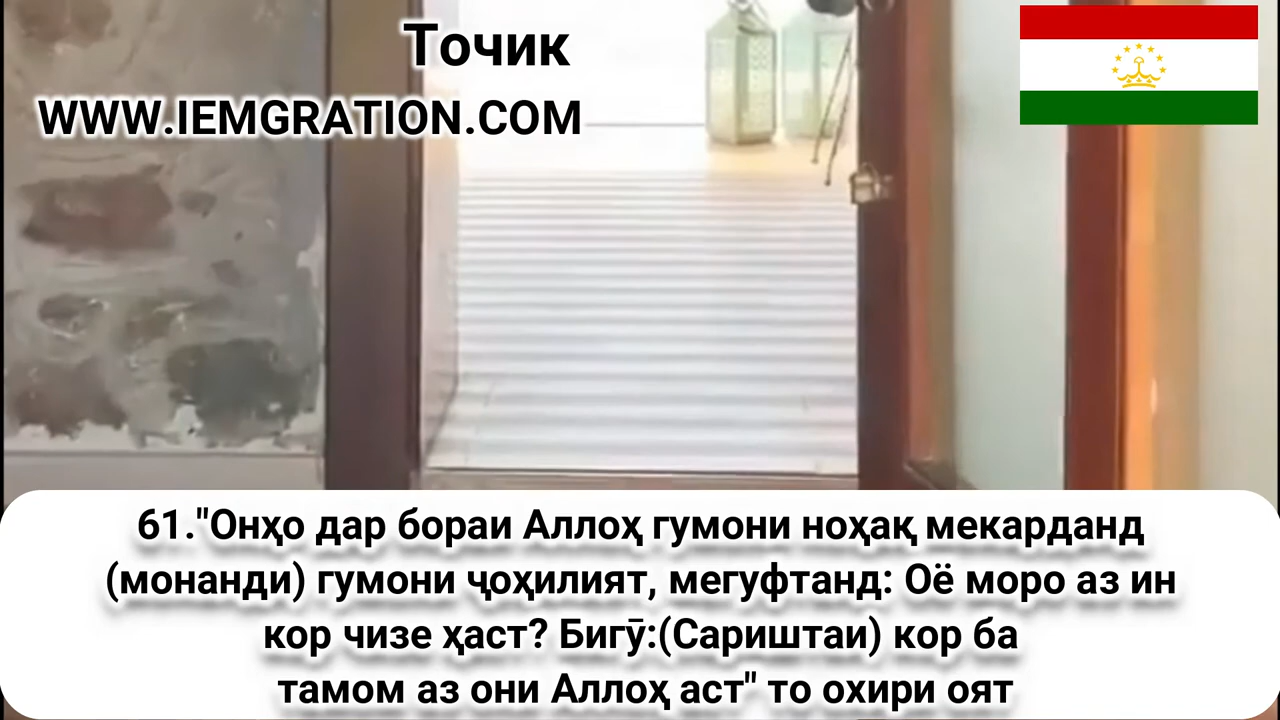 Точик
WWW.IEMGRATION.COM
61."Онҳо дар бораи Аллоҳ гумони ноҳақ мекарданд
(монанди) гумони ҷоҳилият, мегуфтанд: Оё моро аз ин
кор чизе ҳаст? Бигӯ:(Сариштаи) кор ба
тамом аз они Аллоҳ аст" то охири оят